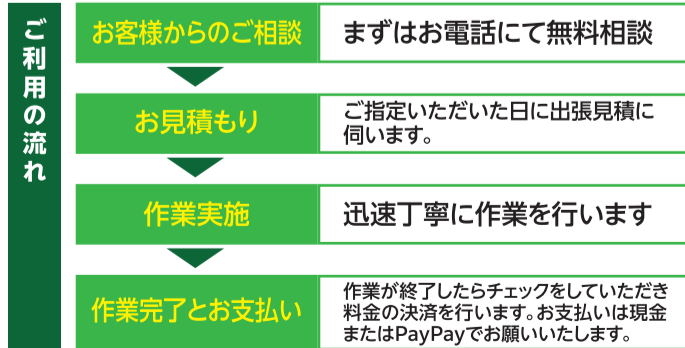 ご利用の流れ
お客様からのご相談
まずはお電話にて無料相談
お見積もり
ご指定いただいた日に出張見積に
伺います。
作業実施
迅速丁寧に作業を行います
作業完了とお支払い
作業が終了したらチェックをしていただき
料金の決済を行います。お支払いは現金
またはPayPayでお願いいたします。